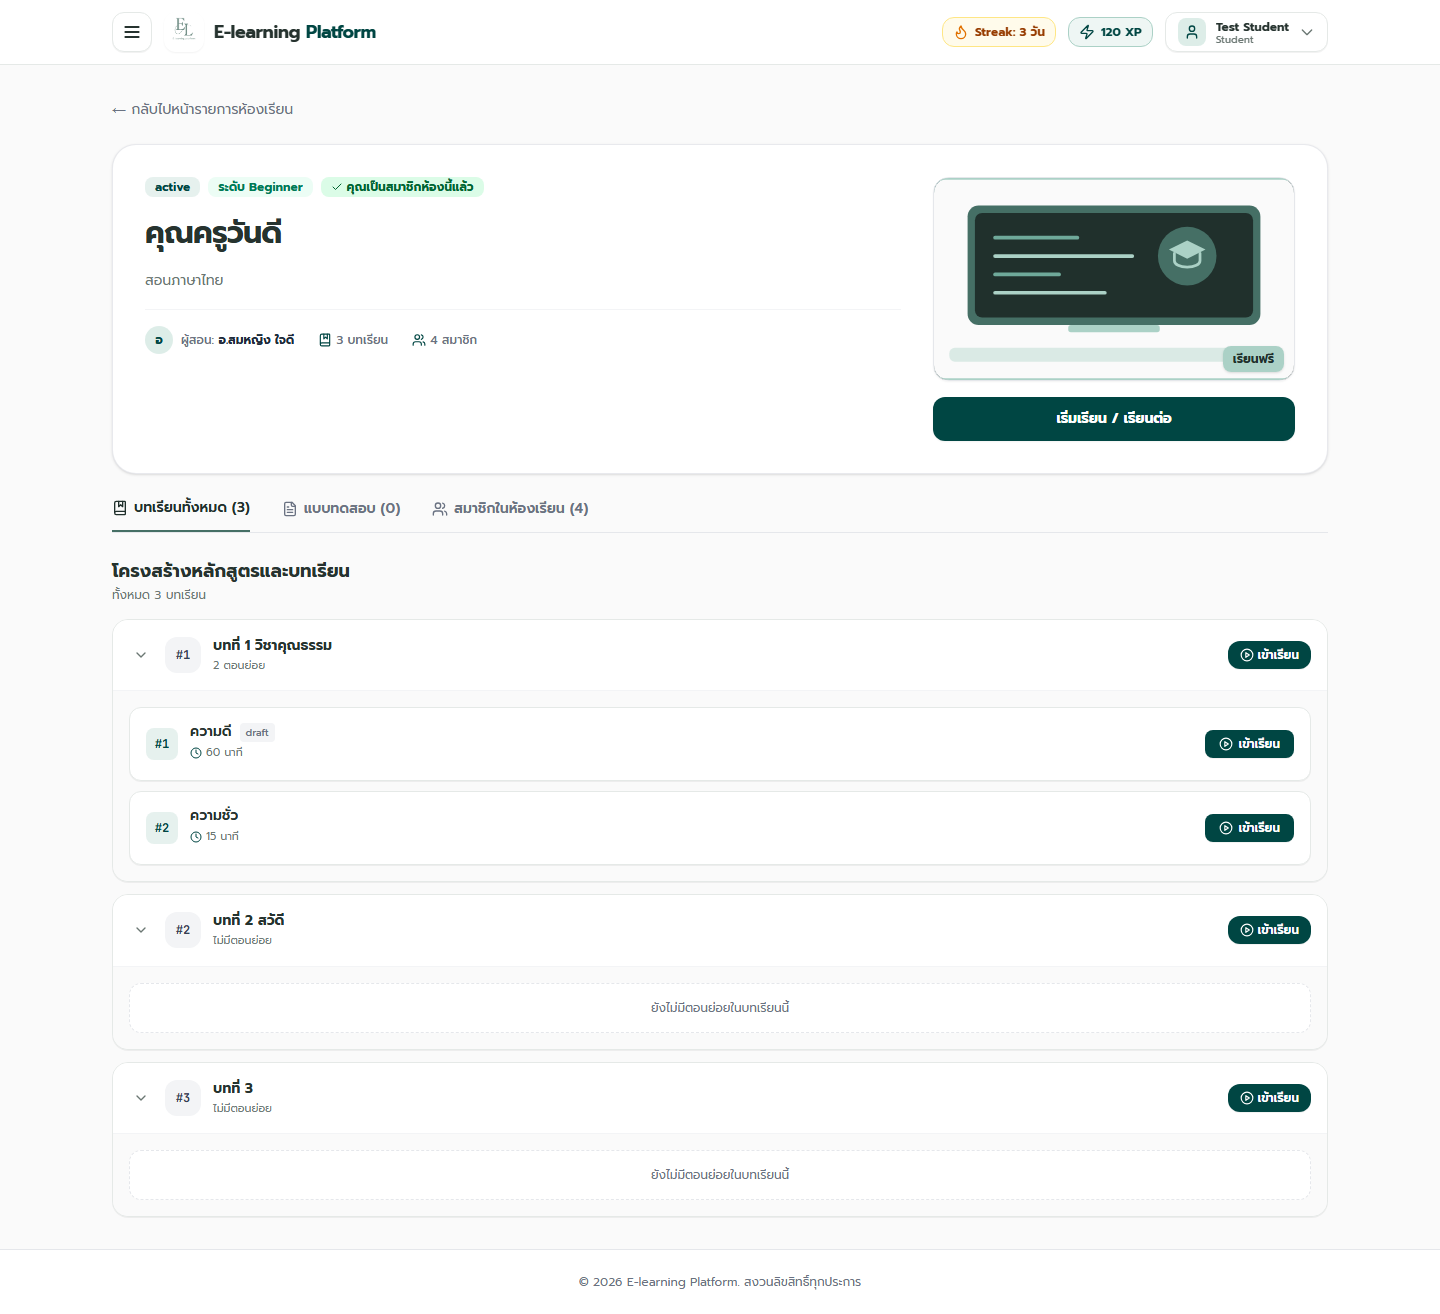 EL
E-learning Platform
Streak: 3 วัน
120 XP
Test Student
Student
← กลับไปหน้ารายการห้องเรียน
active
ระดับ Beginner
✓ คุณเป็นสมาชิกห้องนี้แล้ว
คุณครูวันดี
สอนภาษาไทย
อ ผู้สอน: อ.สมหญิง ใจดี
3 บทเรียน
4 สมาชิก
เรียนฟรี
เริ่มเรียน / เรียนต่อ
บทเรียนทั้งหมด (3)
แบบทดสอบ (0)
สมาชิกในห้องเรียน (4)
โครงสร้างหลักสูตรและบทเรียน
ทั้งหมด 3 บทเรียน
#1
บทที่ 1 วิชาคุณธรรม
2 ตอนย่อย
เข้าเรียน
#1
ความดี draft
60 นาที
เข้าเรียน
#2
ความชั่ว
15 นาที
เข้าเรียน
#2
บทที่ 2 สวัดี
ไม่มีตอนย่อย
เข้าเรียน
ยังไม่มีตอนย่อยในบทเรียนนี้
#3
บทที่ 3
ไม่มีตอนย่อย
เข้าเรียน
ยังไม่มีตอนย่อยในบทเรียนนี้
© 2026 E-learning Platform. สงวนลิขสิทธิ์ทุกประการ